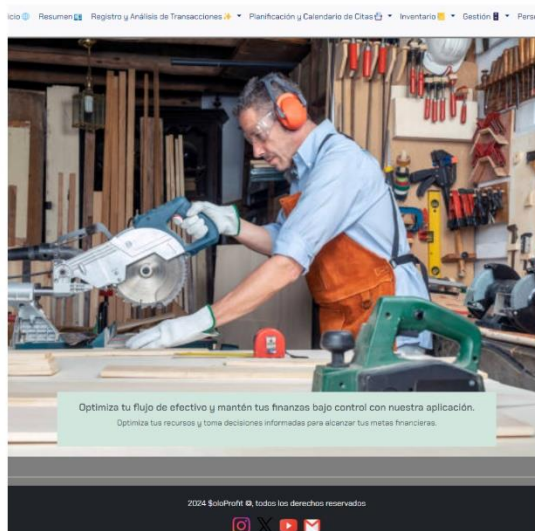 icio Resumen Registro y Análisis de Transacciones Planificación y Calendario de Citas Inventario Gestión Pers
Optimiza tu flujo de efectivo y mantén tus finanzas bajo control con nuestra aplicación.
Optimiza tus recursos y toma decisiones informadas para alcanzar tus metas financieras.
2024 $oloProfit ©, todos los derechos reservados